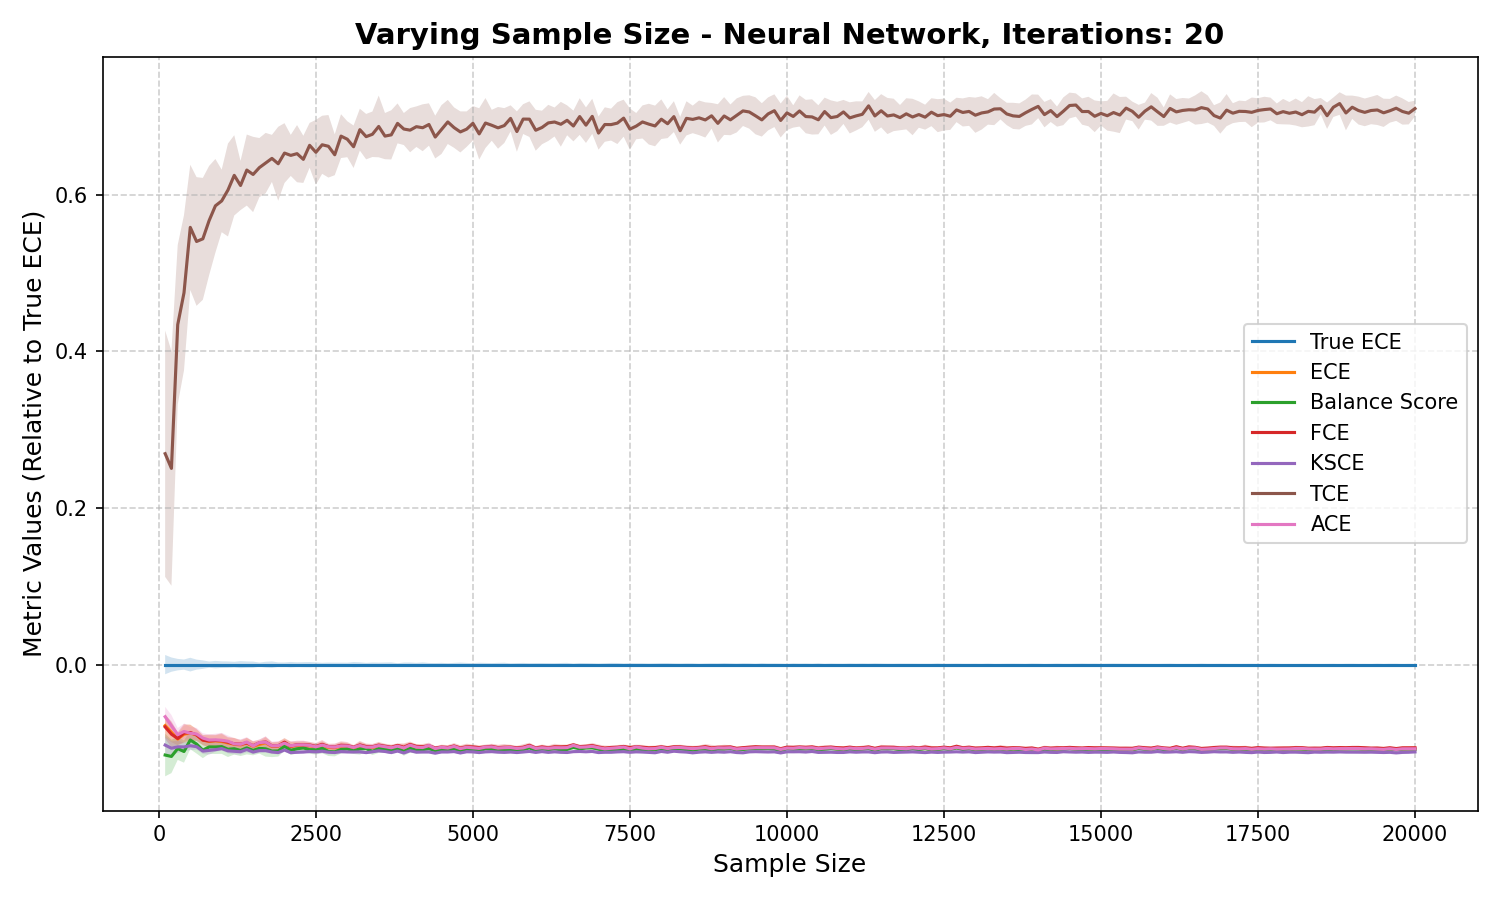 Varying Sample Size - Neural Network, Iterations: 20
Metric Values (Relative to True ECE)
0.6
0.4
0.2
0.0
True ECE
ECE
Balance Score
FCE
KSCE
TCE
ACE
0 2500 5000 7500 10000 12500 15000 17500 20000
Sample Size